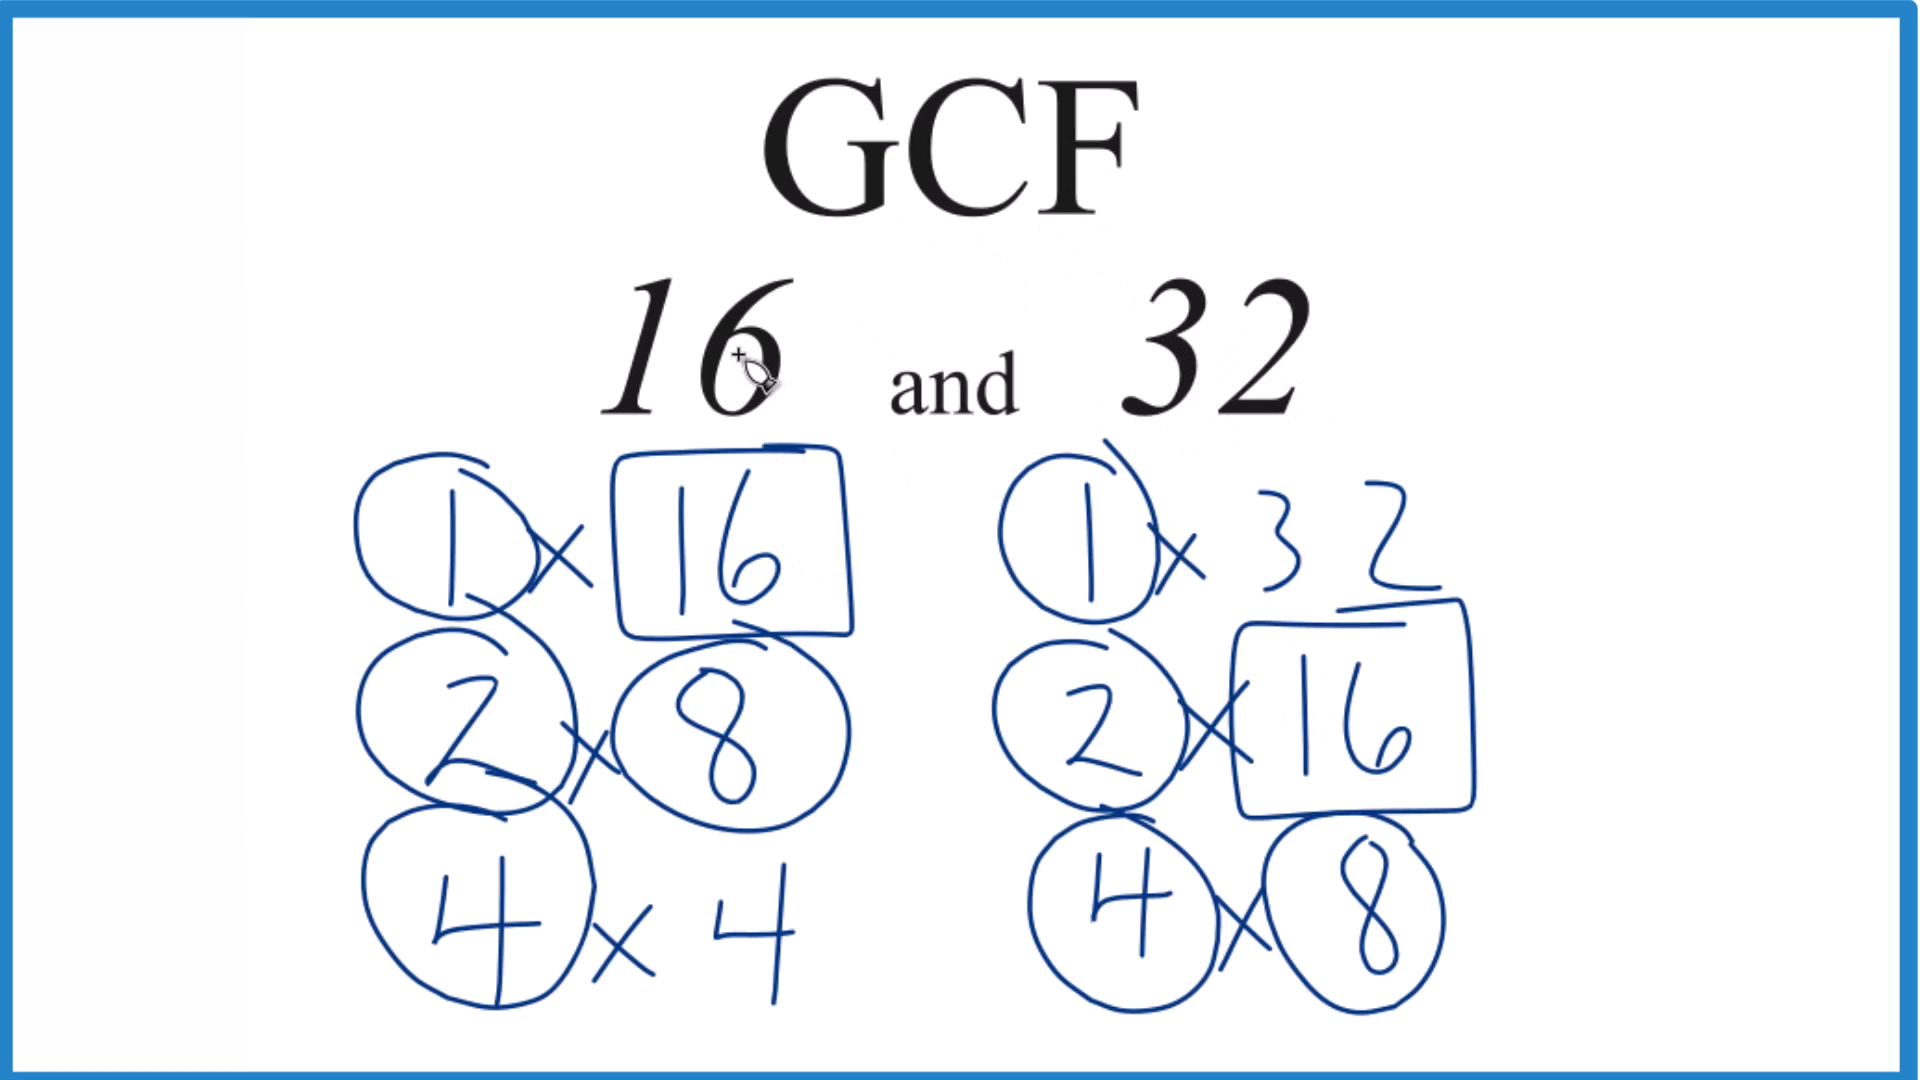 GCF
16 and 32
1 x 16 1 x 32
2 x 8 2 x 16
4 x 4 4 x 8